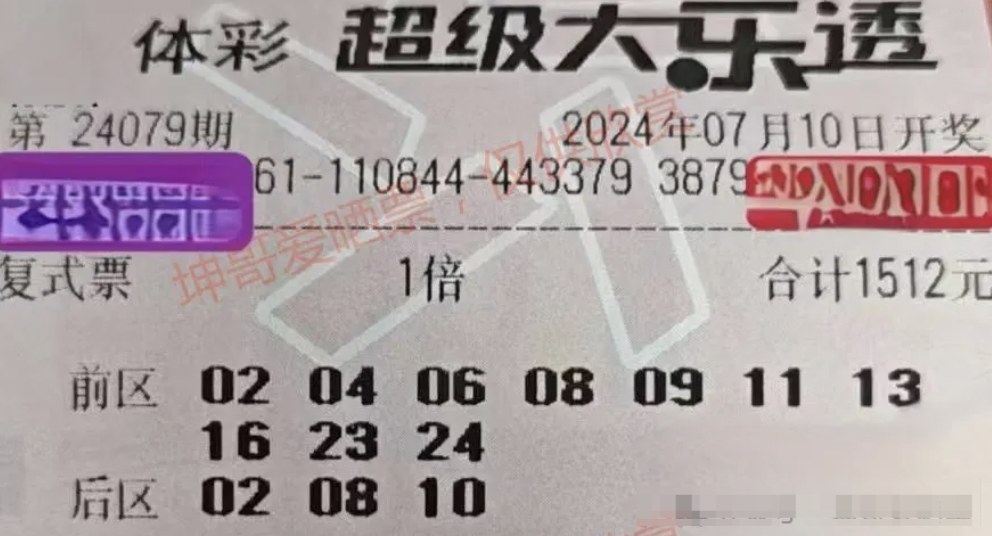 体彩 超级大乐透
第 24079期 2024年07月10日开奖
61-110844-443379 3879
复式票 1倍 合计1512元
前区 02 04 06 08 09 11 13
16 23 24
后区 02 08 10
坤哥爱晒票，仅供欣赏